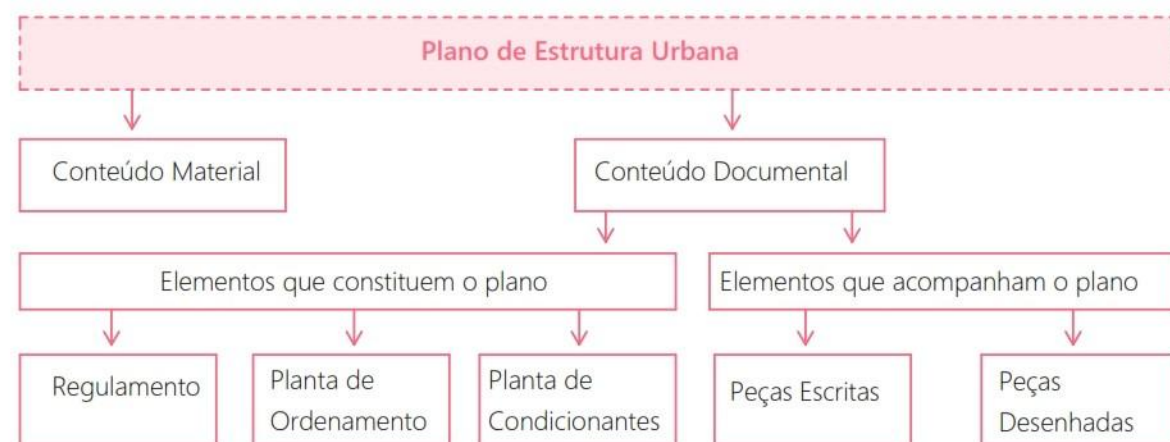 Plano de Estrutura Urbana
Conteúdo Material
Conteúdo Documental
Elementos que constituem o plano
Elementos que acompanham o plano
Regulamento
Planta de
Ordenamento
Planta de
Condicionantes
Peças Escritas
Peças
Desenhadas